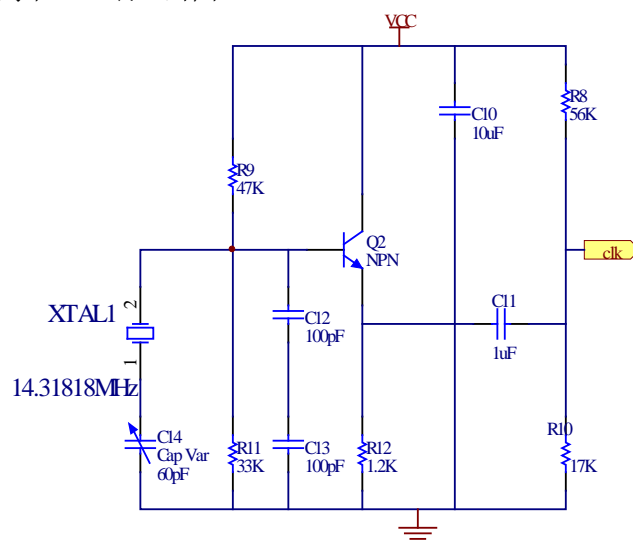 VCC
C10
10uF
R8
56K
R9
47K
Q2
NPN
clk
C11
1uF
2
XTAL1
1
14.31818MHz
C12
100pF
C14
Cap Var
60pF
R11
33K
C13
100pF
R12
1.2K
R10
17K